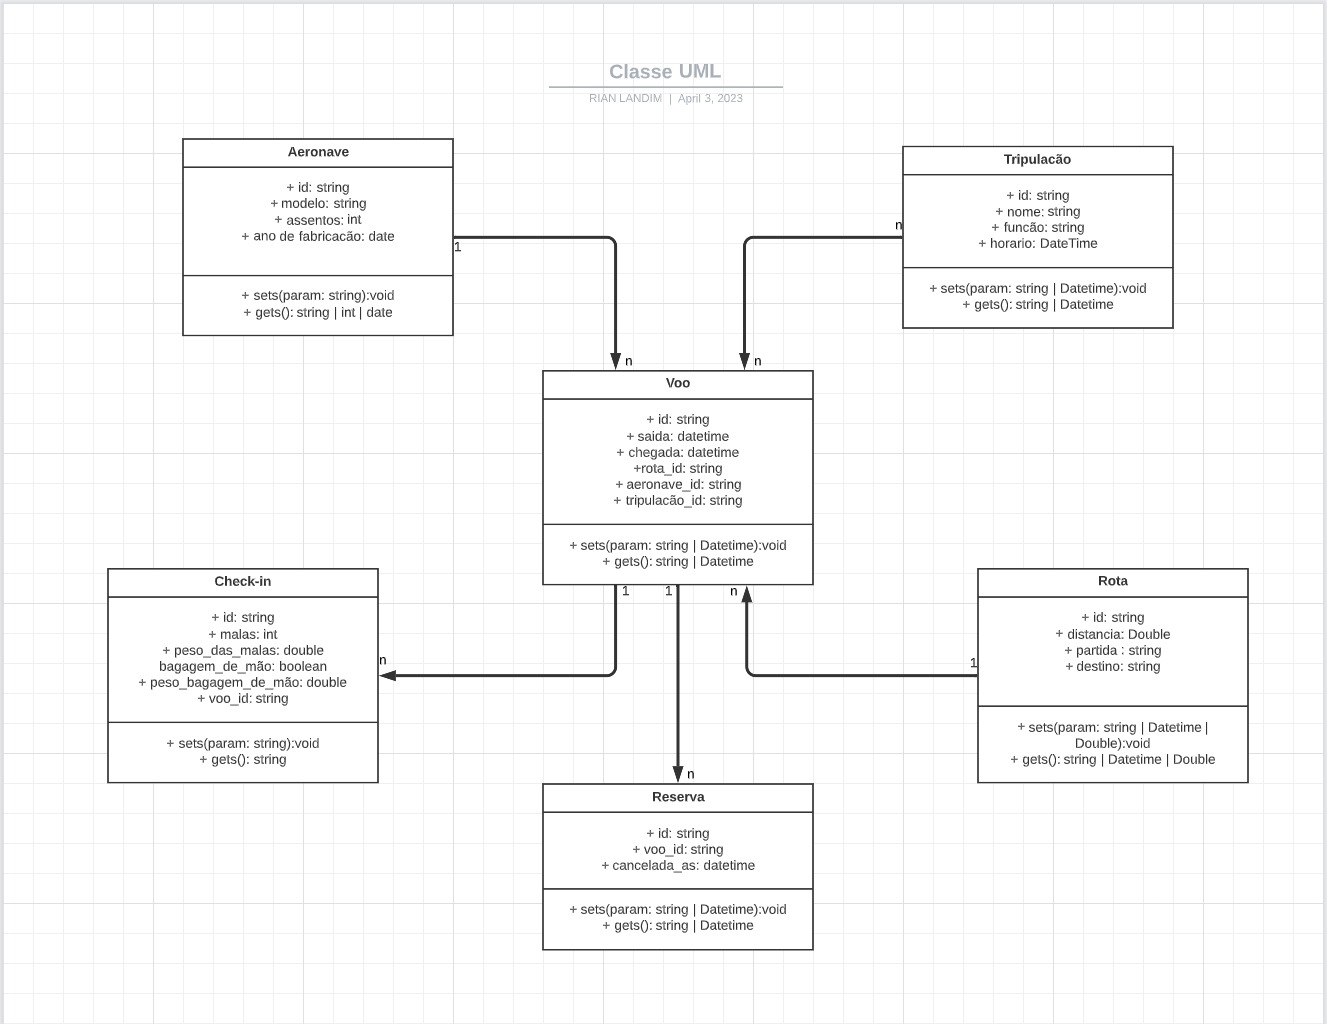 Classe UML
RIAN LANDIM | April 3, 2023
Aeronave
+ id: string
+ modelo: string
+ assentos: int
+ ano de fabricacão: date
+ sets(param: string):void
+ gets(): string | int | date
1
n
Tripulacão
+ id: string
+ nome: string
+ funcão: string
+ horario: DateTime
+ sets(param: string | Datetime):void
+ gets(): string | Datetime
n
n
Voo
+ id: string
+ saida: datetime
+ chegada: datetime
+rota_id: string
+ aeronave_id: string
+ tripulacão_id: string
+ sets(param: string | Datetime):void
+ gets(): string | Datetime
1
1
n
Check-in
+ id: string
+ malas: int
+ peso_das_malas: double
bagagem_de_mão: boolean
+ peso_bagagem_de_mão: double
+ voo_id: string
+ sets(param: string):void
+ gets(): string
n
Rota
+ id: string
+ distancia: Double
+ partida : string
+ destino: string
+ sets(param: string | Datetime |
Double):void
+ gets(): string | Datetime | Double
1
n
Reserva
+ id: string
+ voo_id: string
+ cancelada_as: datetime
+ sets(param: string | Datetime):void
+ gets(): string | Datetime